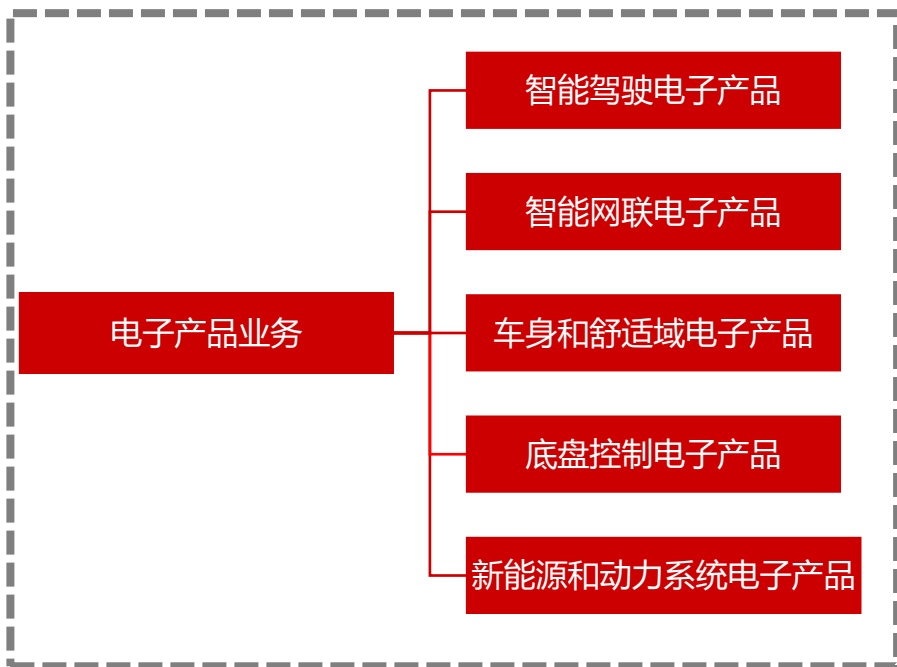 智能驾驶电子产品
智能网联电子产品
电子产品业务
车身和舒适域电子产品
底盘控制电子产品
新能源和动力系统电子产品